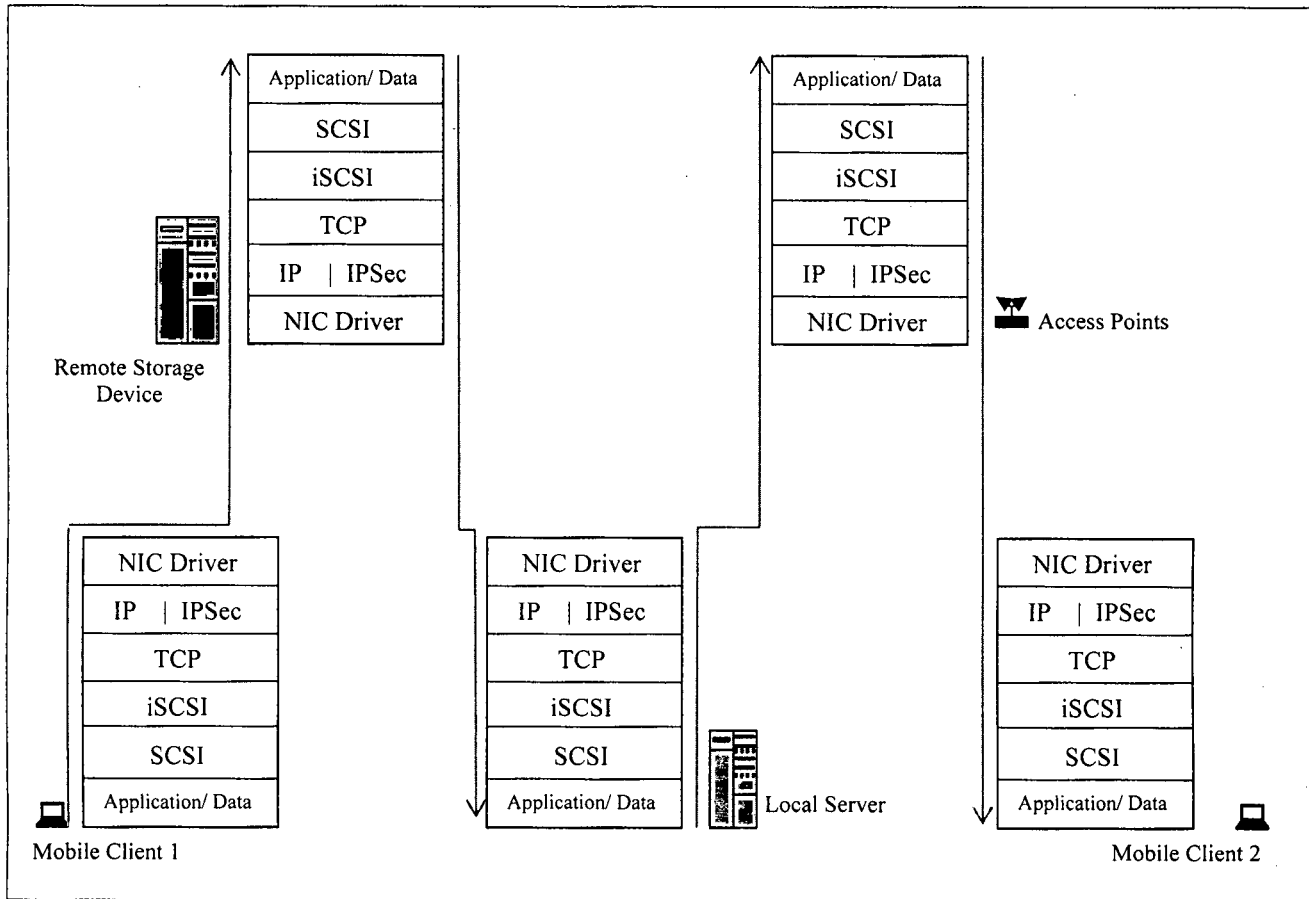 Application/ Data
SCSI
iSCSI
TCP
IP | IPSec
NIC Driver
Remote Storage
Device
Application/ Data
SCSI
iSCSI
TCP
IP | IPSec
NIC Driver
Access Points
NIC Driver
IP | IPSec
TCP
iSCSI
SCSI
Application/ Data
Mobile Client 1
NIC Driver
IP | IPSec
TCP
iSCSI
SCSI
Application/ Data
Local Server
NIC Driver
IP | IPSec
TCP
iSCSI
SCSI
Application/ Data
Mobile Client 2